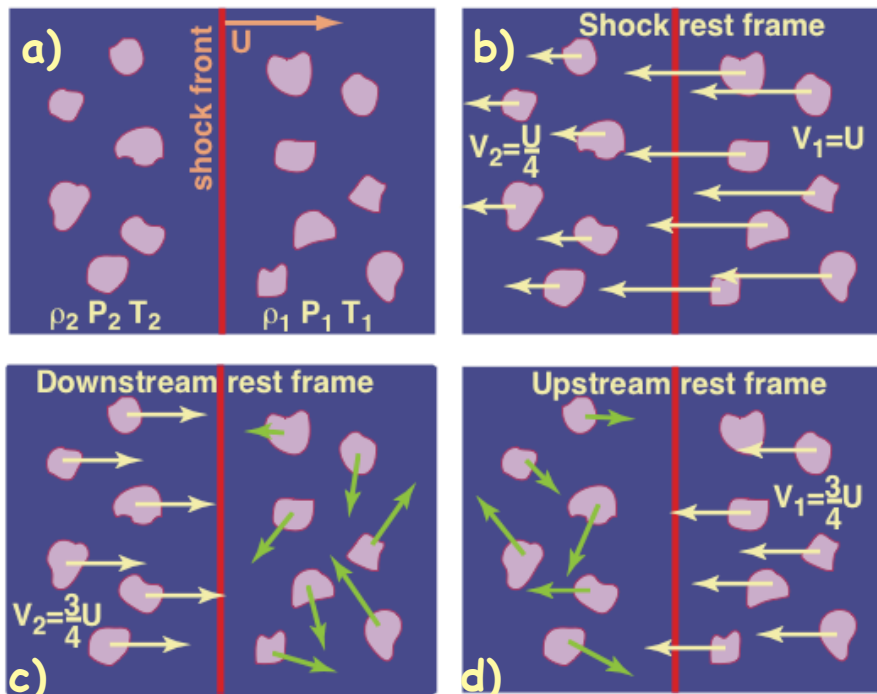 a)
U
shock front
ρ₂ P₂ T₂
ρ₁ P₁ T₁
b)
Shock rest frame
V₂=U/4
V₁=U
Downstream rest frame
V₂=3/4U
c)
Upstream rest frame
V₁=3/4U
d)